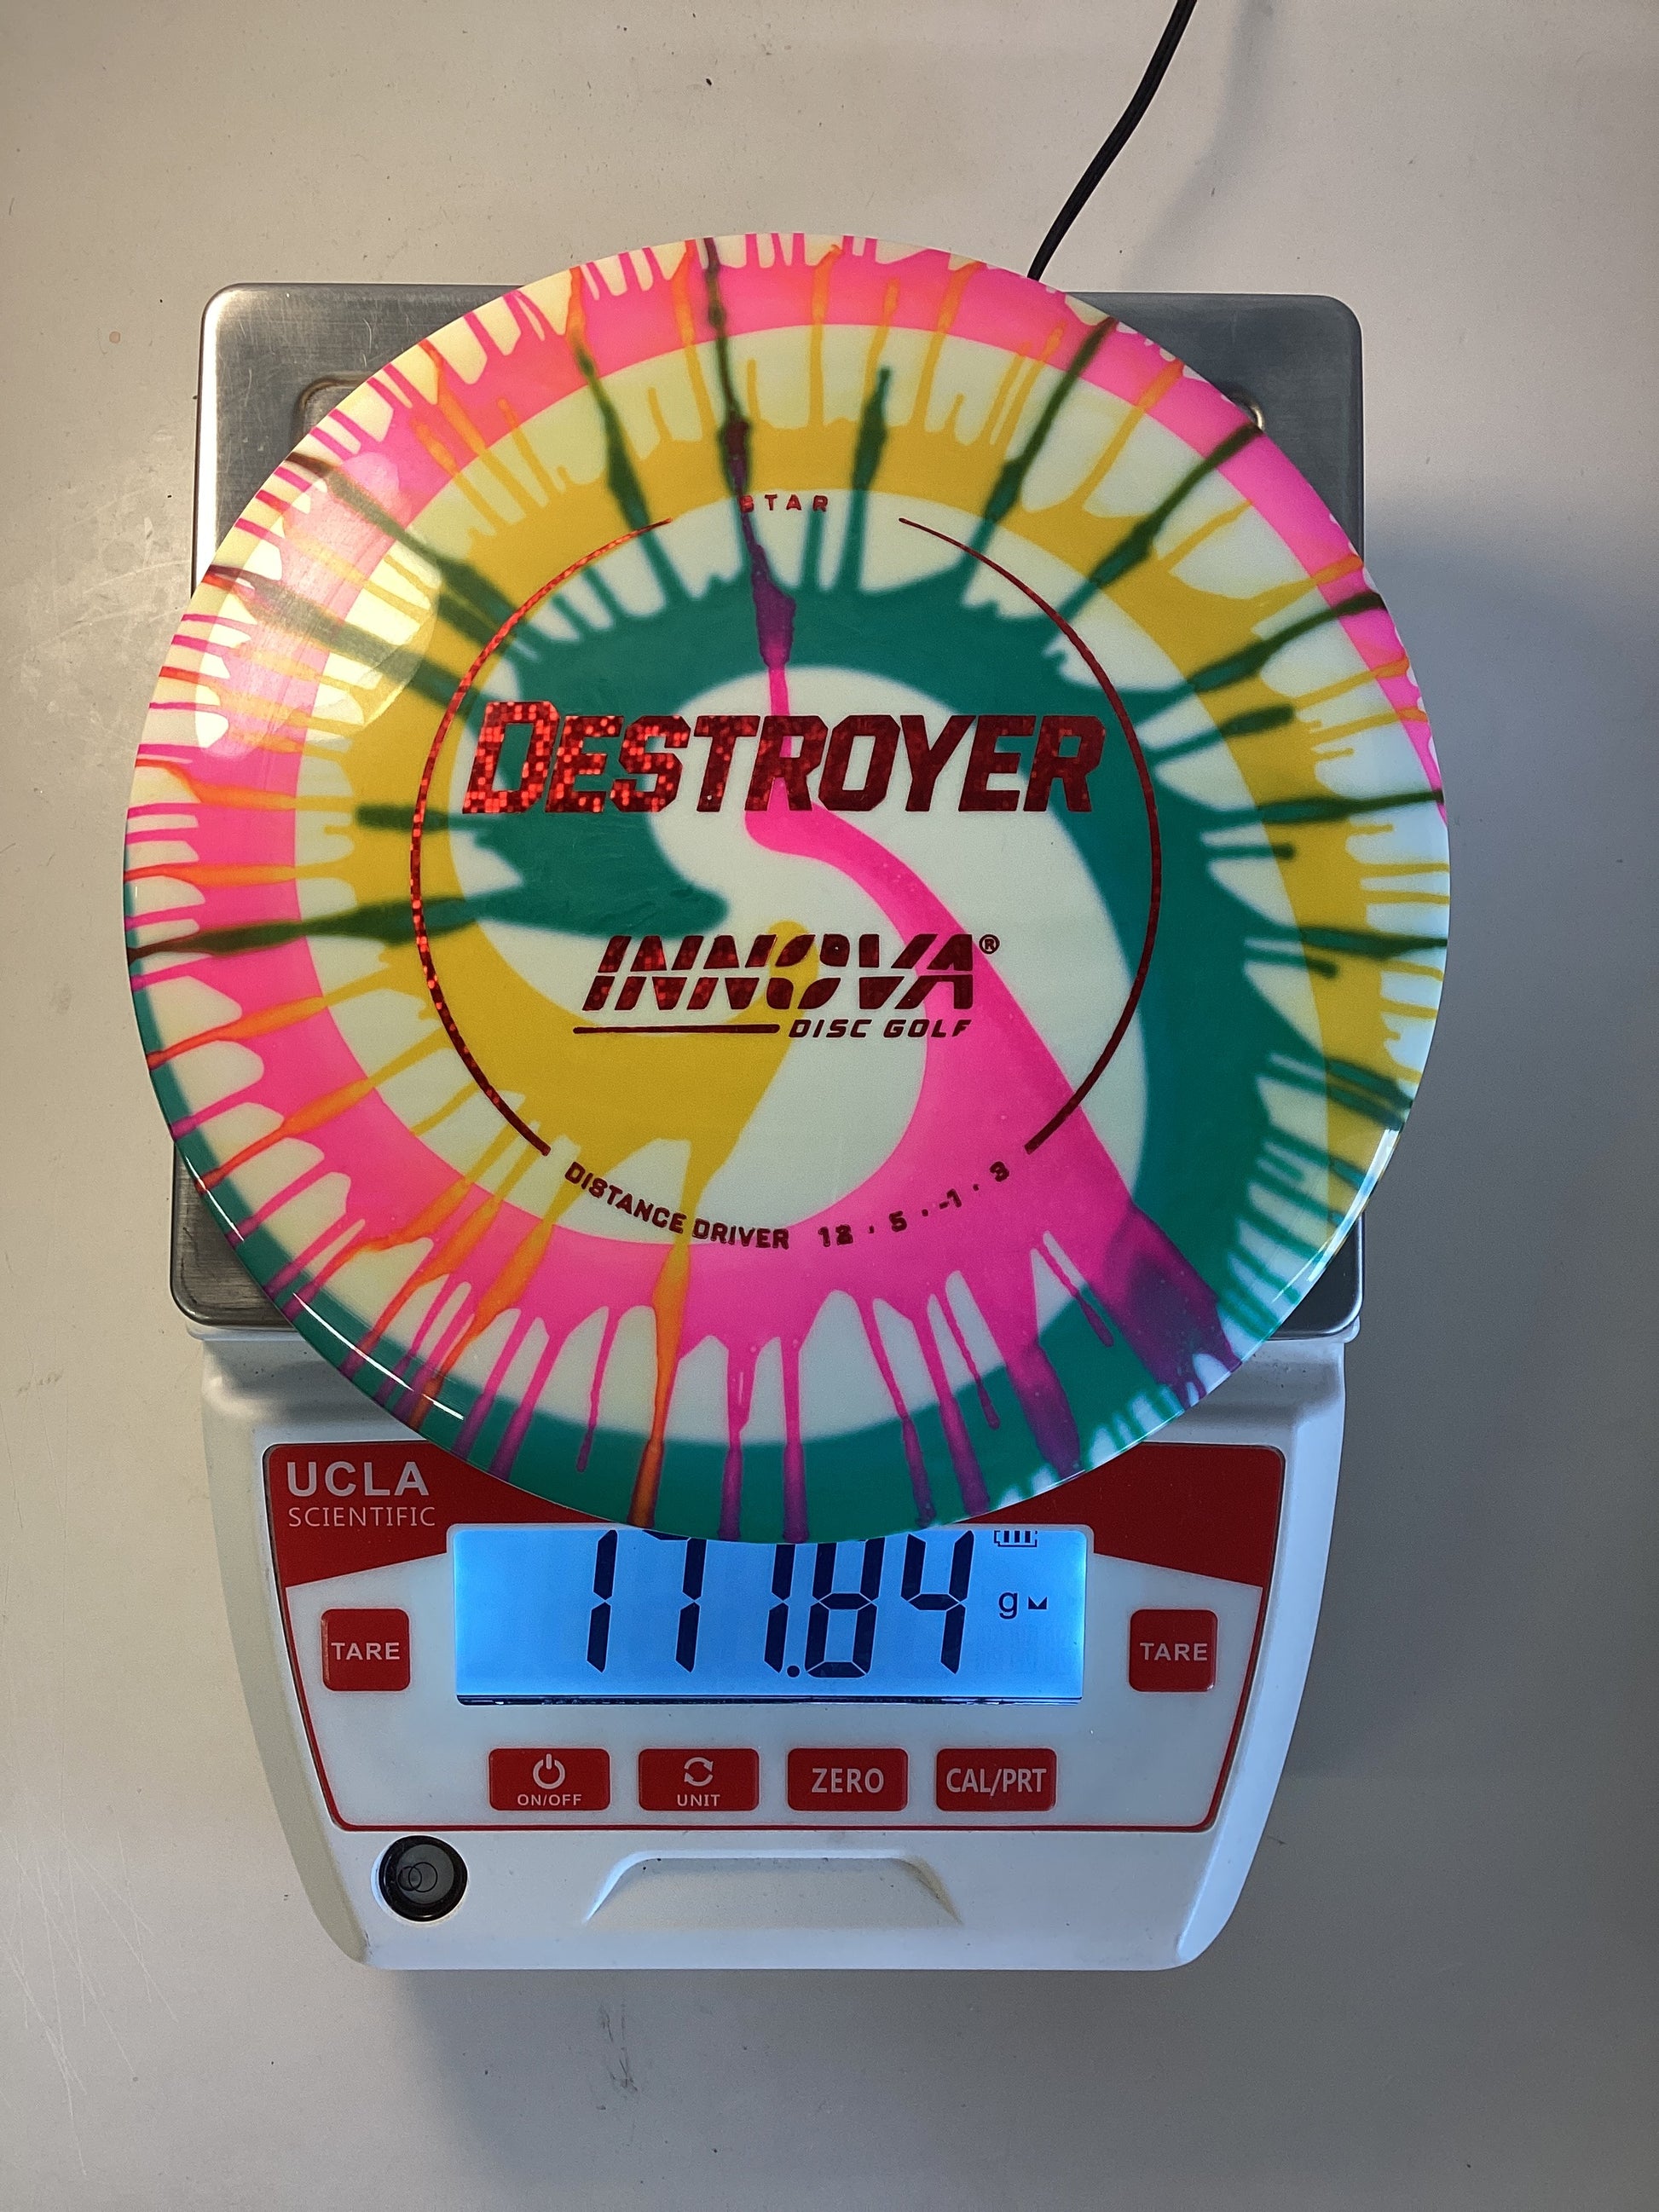 STAR
DESTROYER
INNOVA®
DISC GOLF
DISTANCE DRIVER 12 · 5 · -1 · 3
UCLA
SCIENTIFIC
171.84 g
TARE
TARE
ON/OFF
UNIT
ZERO
CAL/PRT